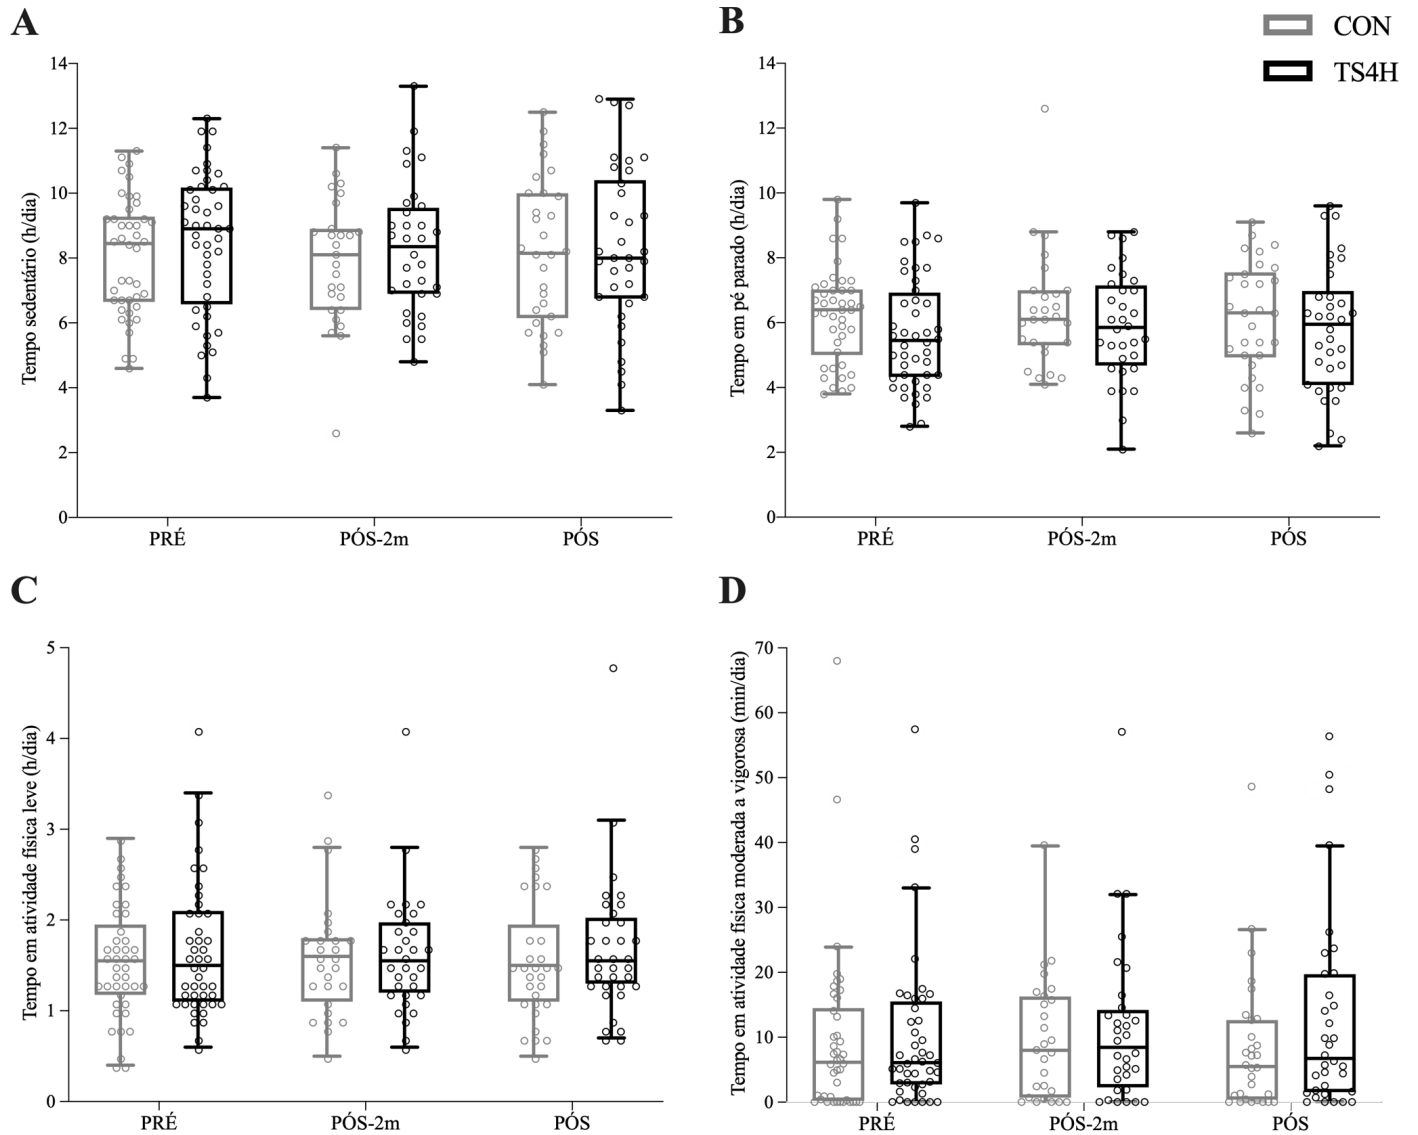 A
B
CON
TS4H
Tempo sedentário (h/dia)
14
12
10
8
6
4
2
0
PRÉ
PÓS-2m
PÓS
Tempo em epé parado (h/dia)
14
12
10
8
6
4
2
0
PRÉ
PÓS-2m
PÓS
C
D
Tempo em atividade física leve (h/dia)
5
4
3
2
1
0
PRÉ
PÓS-2m
PÓS
Tempo em atividade física moderada a vigorosa (min/dia)
70
60
50
40
30
20
10
0
PRÉ
PÓS-2m
PÓS